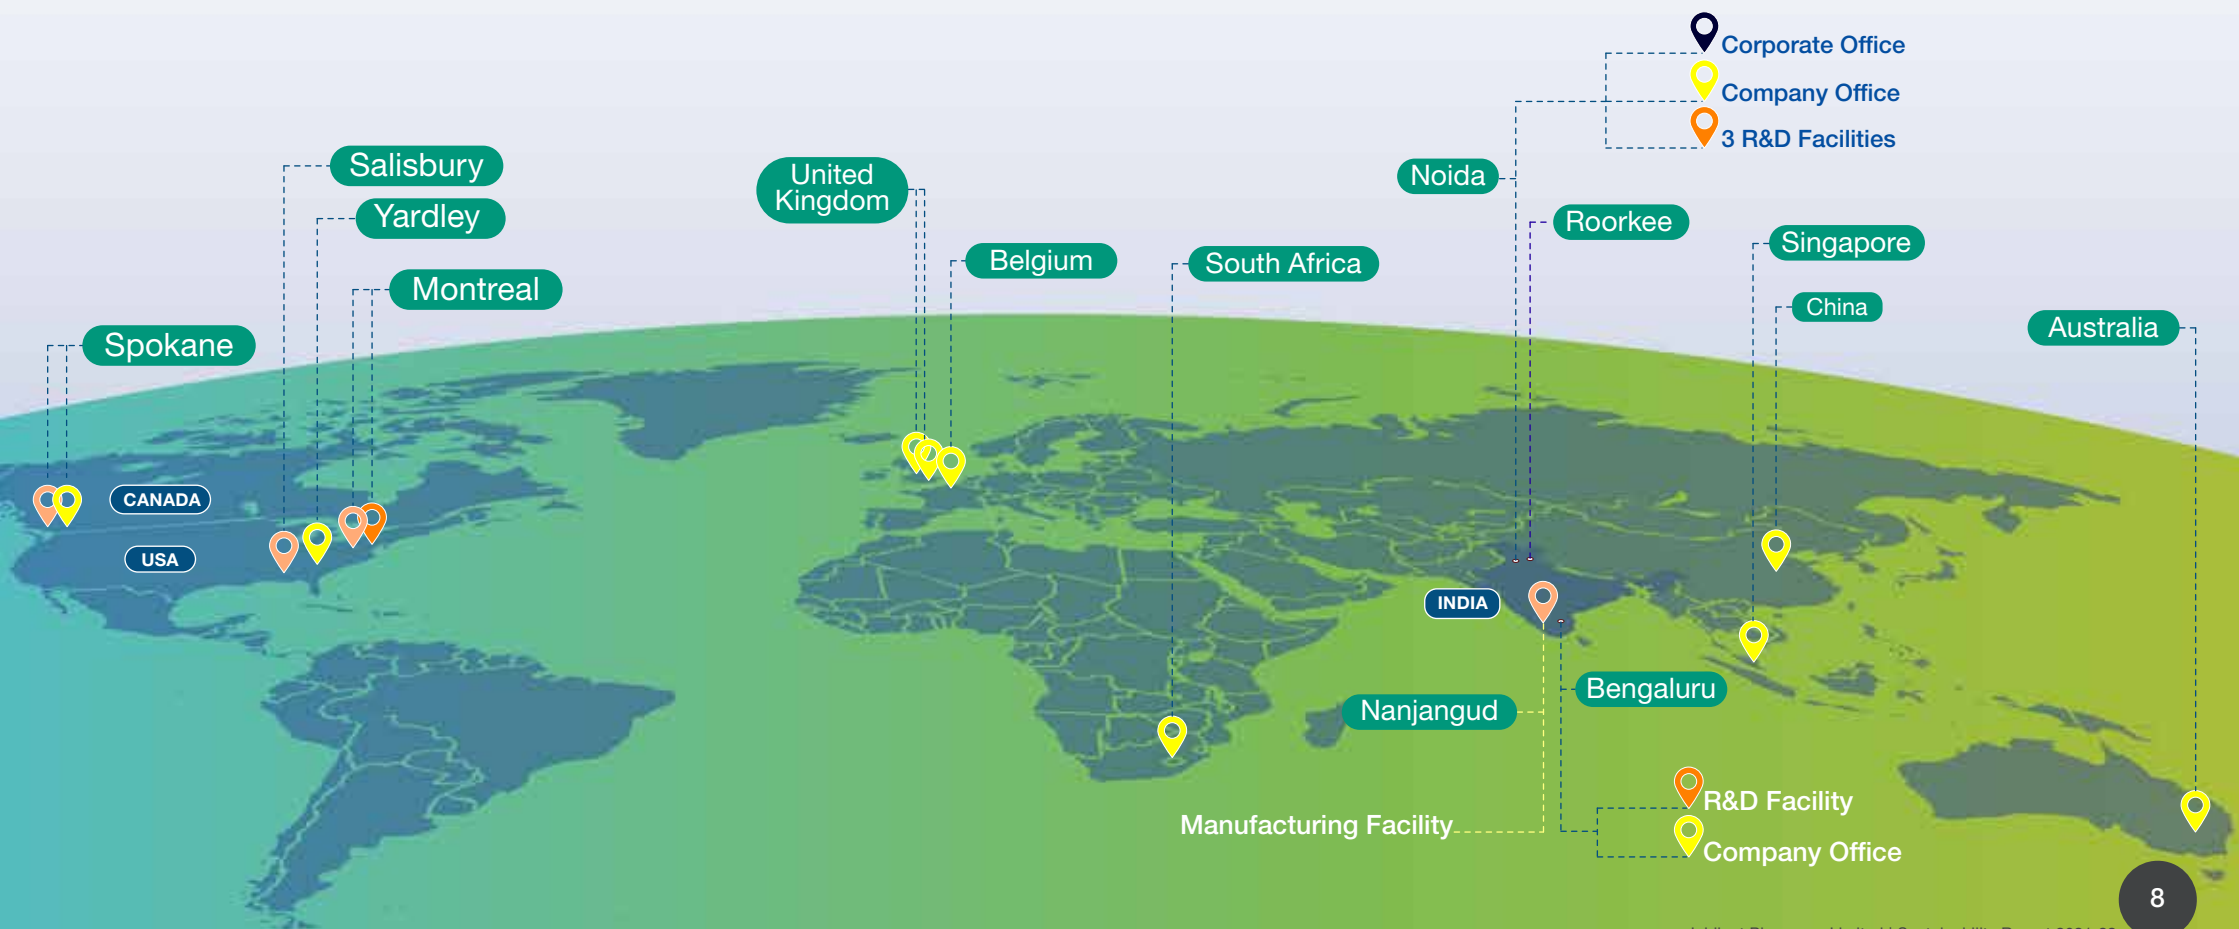 Corporate Office
Company Office
3 R&D Facilities
Salisbury
Yardley
Montreal
Spokane
United
Kingdom
Belgium
South Africa
Noida
Roorkee
Singapore
China
Australia
CANADA
USA
INDIA
Nanjangud
Bengaluru
Manufacturing Facility
R&D Facility
Company Office
8